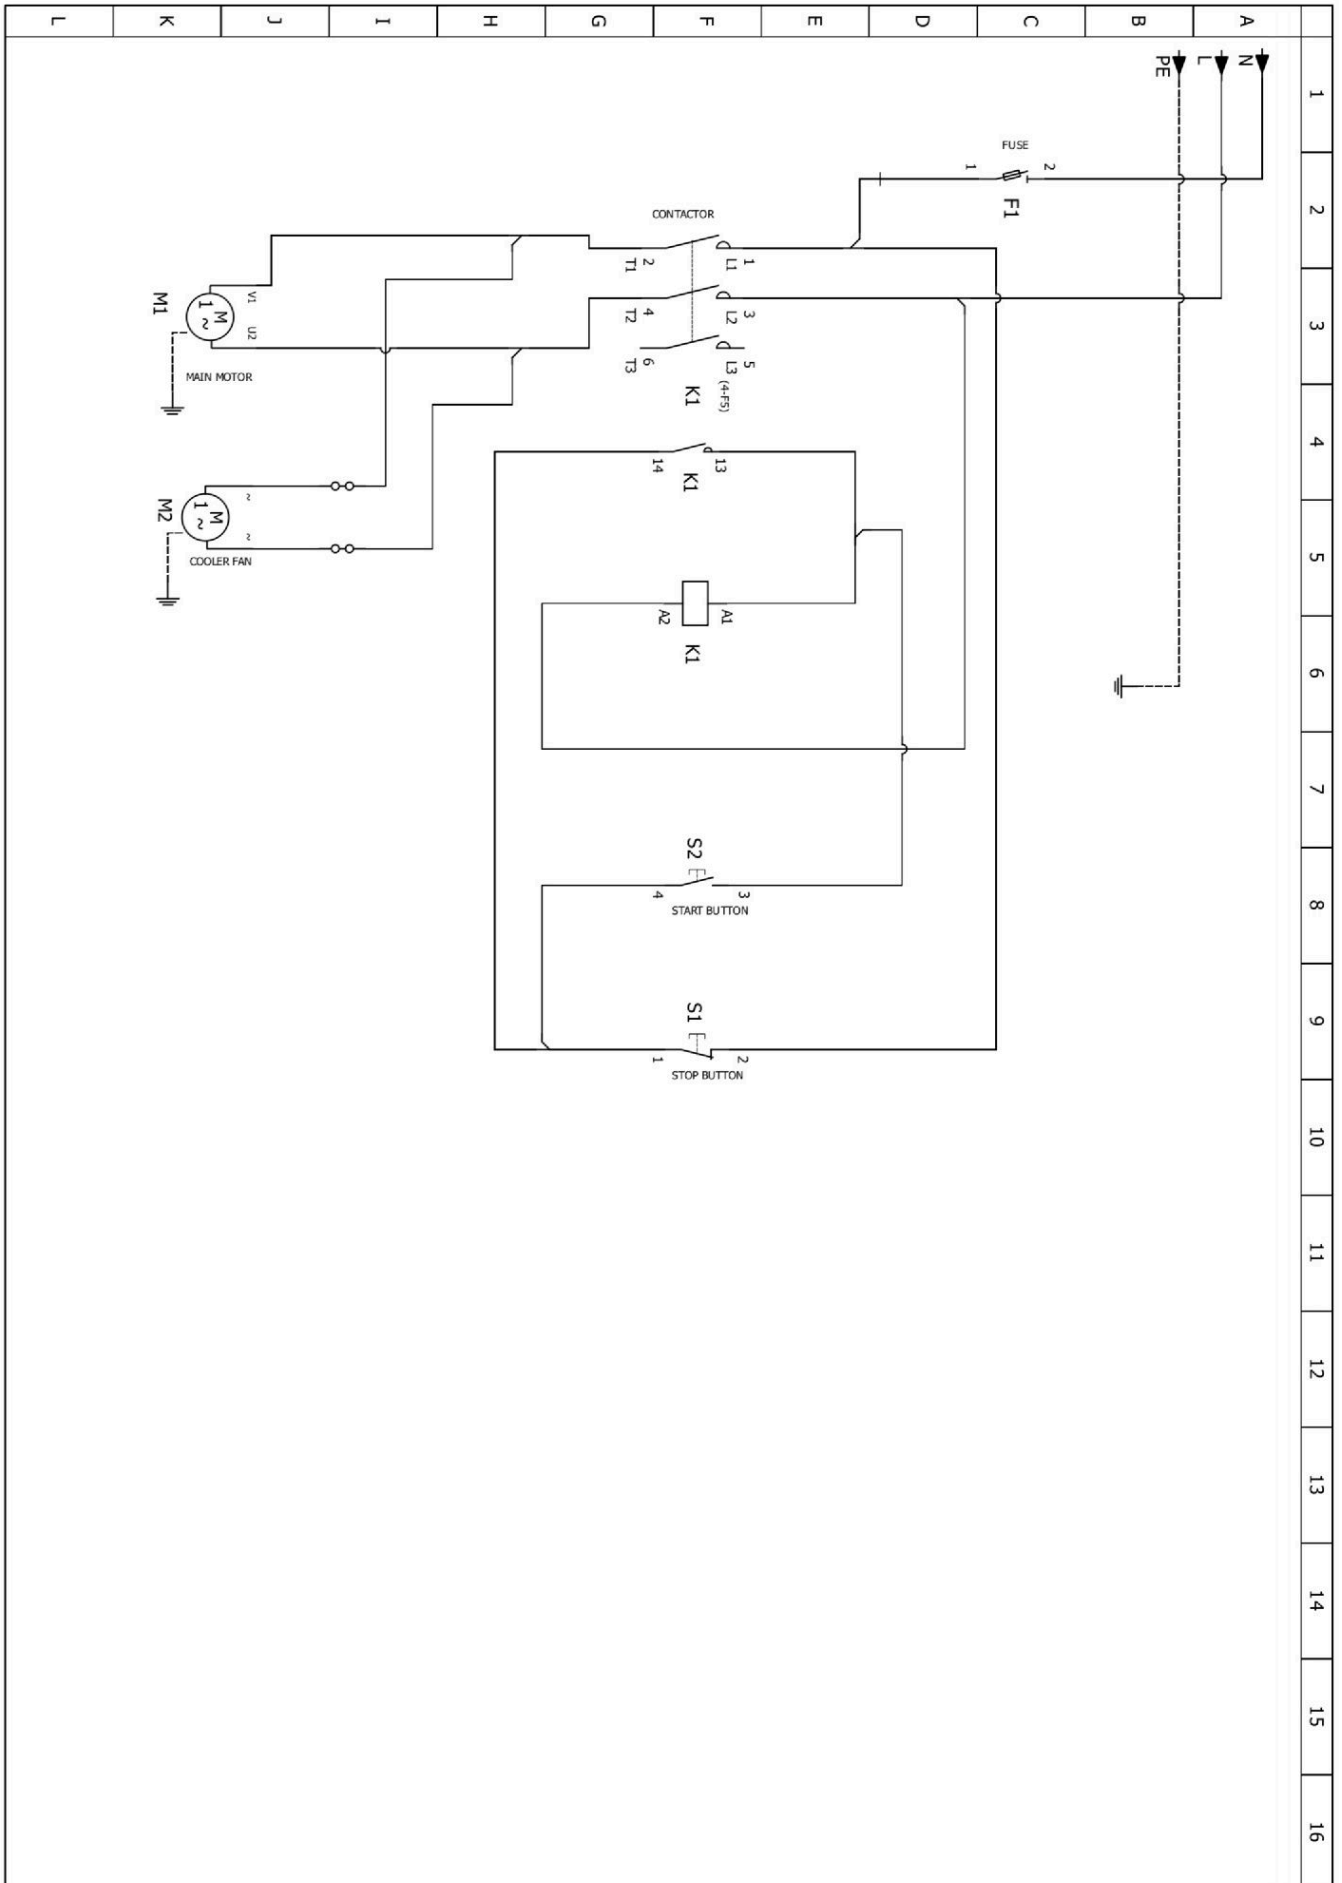 L K J I H G F E D C B A
PE L N
1
FUSE
1 2
F1
2
CONTACTOR
T1 2 L1 1
M1
V1
M
1 ~
U2
T2 4 L2 3
3
T3 6 L3 5
MAIN MOTOR
K1 (4-F5)
4
14 13
K1
M2
M
1 ~
~
~
COOLER FAN
5
A2 A1
K1
6
7
S2
4 3
START BUTTON
8
S1
1 2
STOP BUTTON
9
10
11
12
13
14
15
16